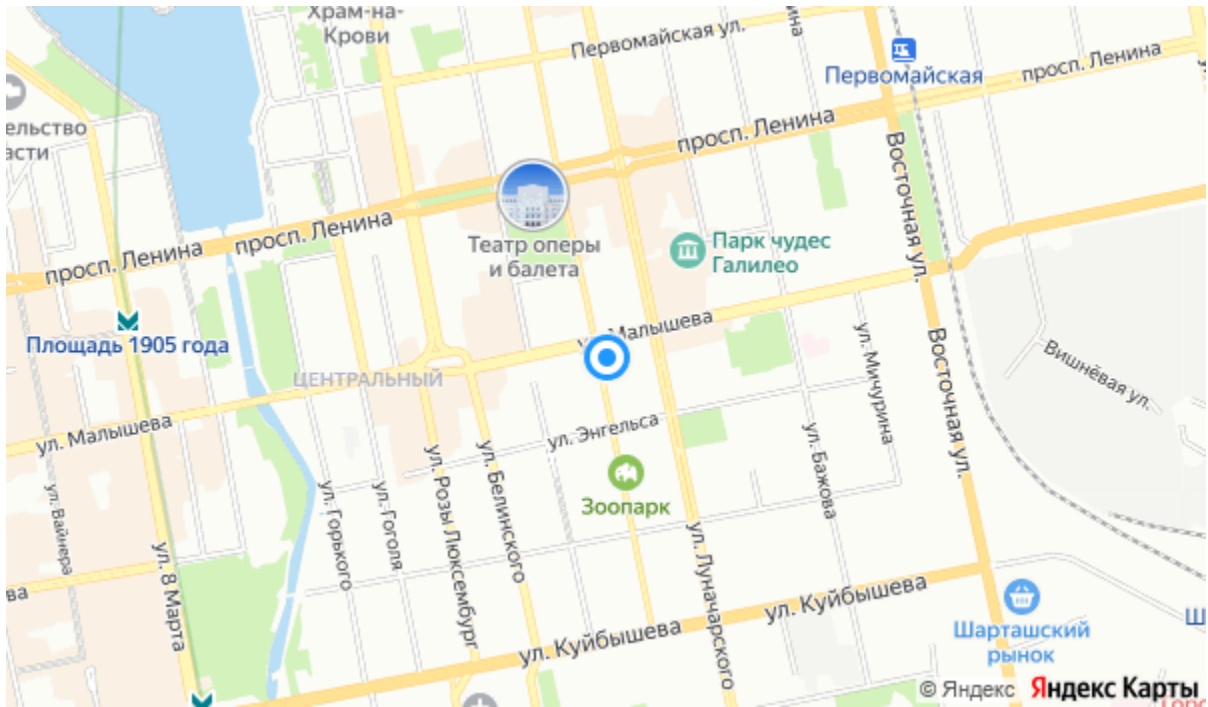 Храм-на-
Крови
Первомайская ул.
Первомайская
просп. Ленина
просп. Ленина
Восточная ул.
Театр оперы
и балета
Парк чудес
Галилео
просп. Ленина
просп. Ленина
Площадь 1905 года
ЦЕНТРАЛЬНЫЙ
Малышева
ул. Мичурина
Вишнёвая ул.
Восточная ул.
ул. Малышева
ул. Энгельса
ул. Бажова
Зоопарк
ул. Вайнера
ул. 8 Марта
ул. Горького
ул. Гоголя
ул. Розы Люксембург
ул. Белинского
ул. Луначарского
ул. Куйбышева
ул. Куйбышева
Шарташский
рынок
© Яндекс Яндекс Карты